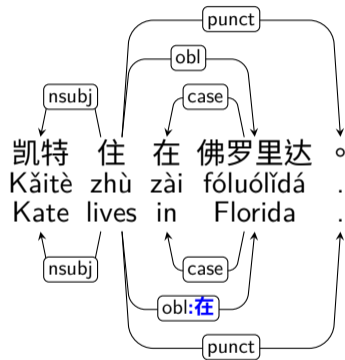 punct
obl
nsubj case
凯特 住 在 佛罗里达 。
Kǎitè zhù zài fóluólǐdá .
Kate lives in Florida .
nsubj case
obl:在
punct